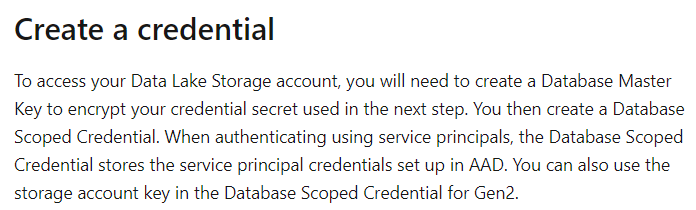 Create a credential
To access your Data Lake Storage account, you will need to create a Database Master
Key to encrypt your credential secret used in the next step. You then create a Database
Scoped Credential. When authenticating using service principals, the Database Scoped
Credential stores the service principal credentials set up in AAD. You can also use the
storage account key in the Database Scoped Credential for Gen2.